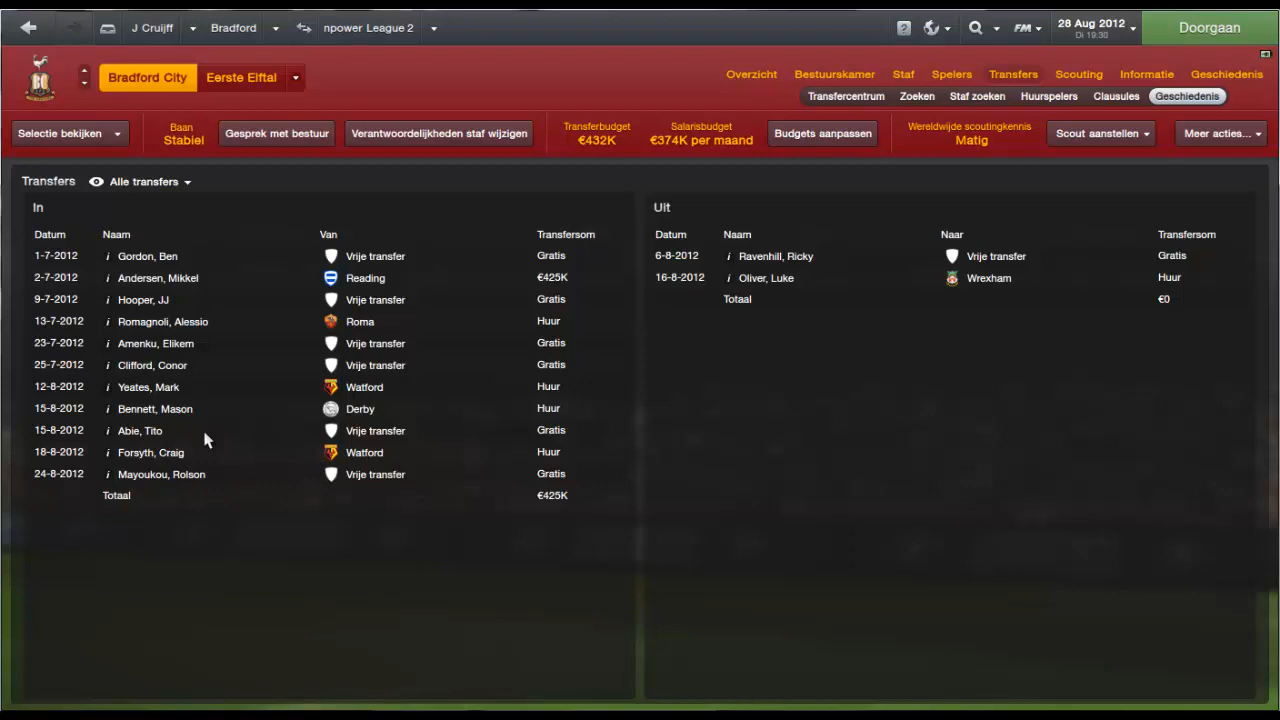 J Cruijff Bradford npower League 2 ? FM 28 Aug 2012 Di 19:30 Doorgaan
Bradford City Eerste Elftal
Overzicht Bestuurskamer Staf Spelers Transfers Scouting Informatie Geschiedenis
Transfercentrum Zoeken Staf zoeken Huurspelers Clausules Geschiedenis
Selectie bekijken Baan Stabiel Gesprek met bestuur Verantwoordelijkheden staf wijzigen Transferbudget €432K Salarisbudget €374K per maand Budgets aanpassen Wereldwijde scoutingkennis Matig Scout aanstellen Meer acties...
Transfers Alle transfers
In
Datum Naam Van Transfersom
1-7-2012 i Gordon, Ben Vrije transfer Gratis
2-7-2012 i Andersen, Mikkel Reading €425K
9-7-2012 i Hooper, JJ Vrije transfer Gratis
13-7-2012 i Romagnoli, Alessio Roma Huur
23-7-2012 i Amenku, Elikem Vrije transfer Gratis
25-7-2012 i Clifford, Conor Vrije transfer Gratis
12-8-2012 i Yeates, Mark Watford Huur
15-8-2012 i Bennett, Mason Derby Huur
15-8-2012 i Abie, Tito Vrije transfer Gratis
18-8-2012 i Forsyth, Craig Watford Huur
24-8-2012 i Mayoukou, Rolson Vrije transfer Gratis
Totaal €425K
Uit
Datum Naam Naar Transfersom
6-8-2012 i Ravenhill, Ricky Vrije transfer Gratis
16-8-2012 i Oliver, Luke Wrexham Huur
Totaal €0